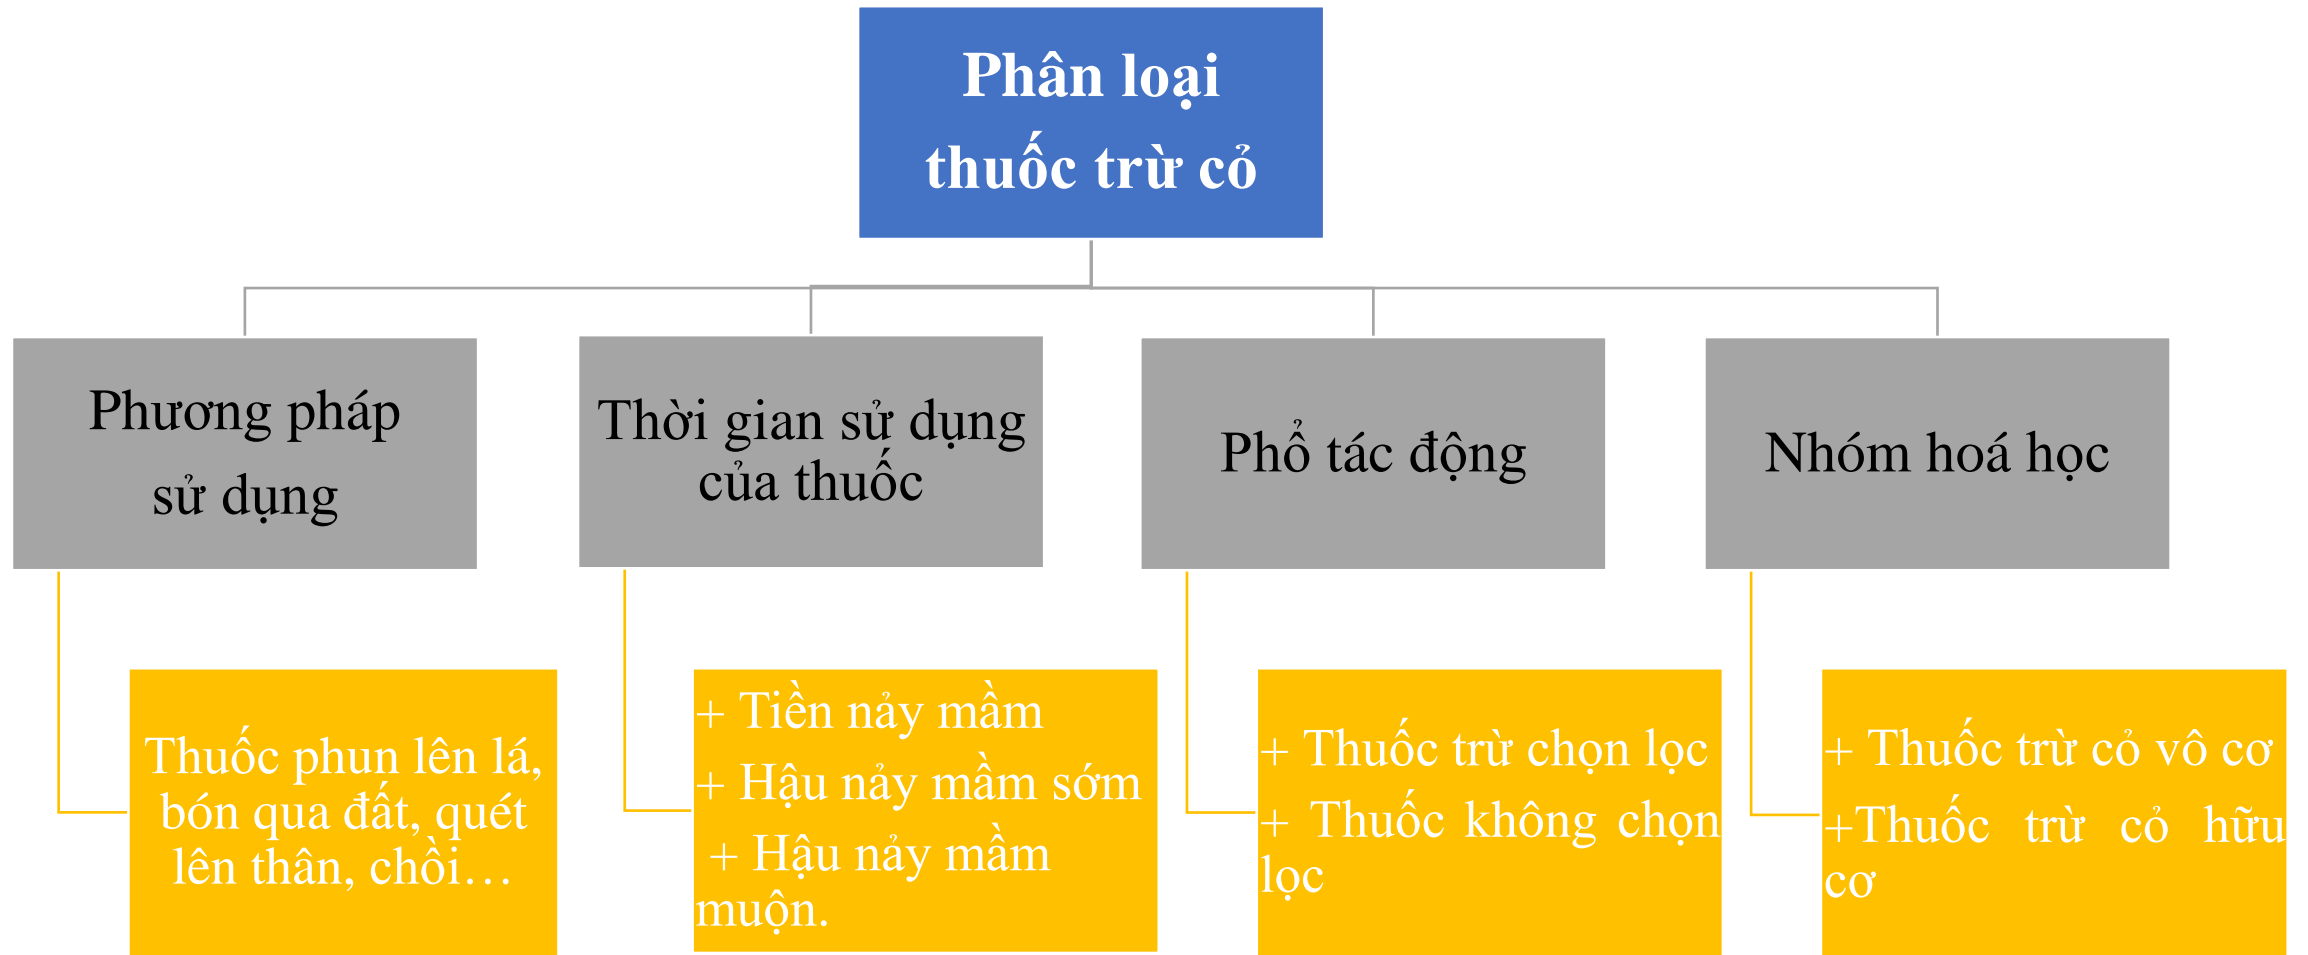 Phân loại
thuốc trừ cỏ
Phương pháp
sử dụng
Thời gian sử dụng
của thuốc
Phổ tác động
Nhóm hoá học
Thuốc phun lên lá,
bón qua đất, quét
lên thân, chồi…
+ Tiền nảy mầm
+ Hậu nảy mầm sớm
+ Hậu nảy mầm
muộn.
+ Thuốc trừ chọn lọc
+ Thuốc không chọn
lọc
+ Thuốc trừ cỏ vô cơ
+Thuốc trừ cỏ hữu
cơ